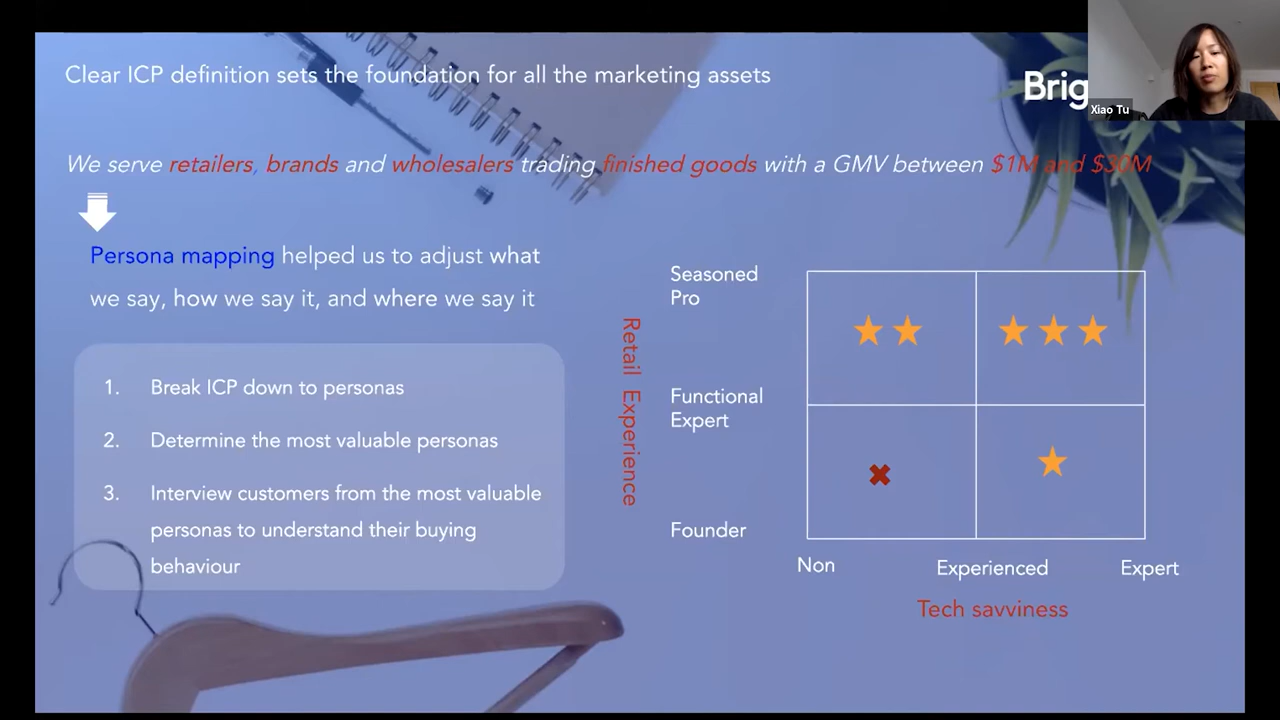 Clear ICP definition sets the foundation for all the marketing assets
Brig
Xiao Tu
We serve retailers, brands and wholesalers trading finished goods with a GMV between $1M and $30M
Persona mapping helped us to adjust what
we say, how we say it, and where we say it
1. Break ICP down to personas
2. Determine the most valuable personas
3. Interview customers from the most valuable
personas to understand their buying
behaviour
Retail Experience
Seasoned
Pro
Functional
Expert
Founder
Non
Experienced
Expert
Tech savviness